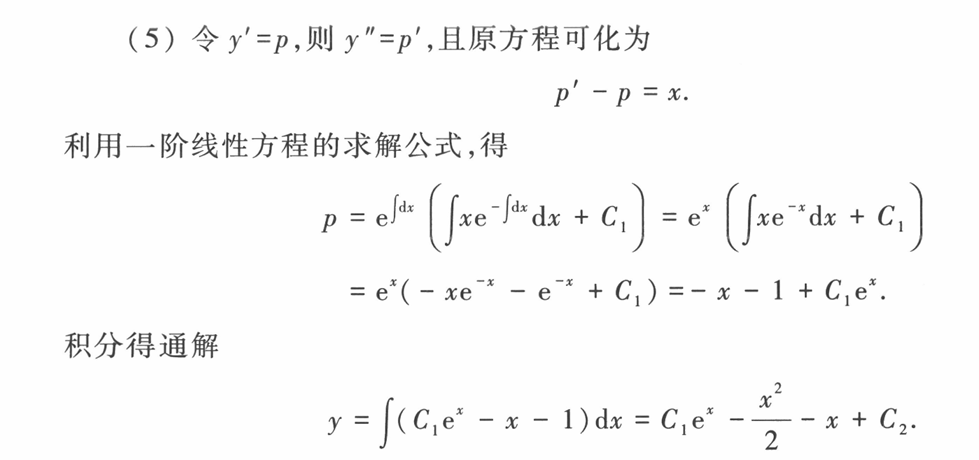 (5) 令 y′=p,则 y″=p′,且原方程可化为
p′ - p = x.
利用一阶线性方程的求解公式,得
p = e^{∫dx} (∫xe^{-∫dx}dx + C₁) = e^x (∫xe^{-x}dx + C₁)
= e^x(- xe^{-x} - e^{-x} + C₁) = - x - 1 + C₁e^x.
积分得通解
y = ∫(C₁e^x - x - 1)dx = C₁e^x - x²/2 - x + C₂.